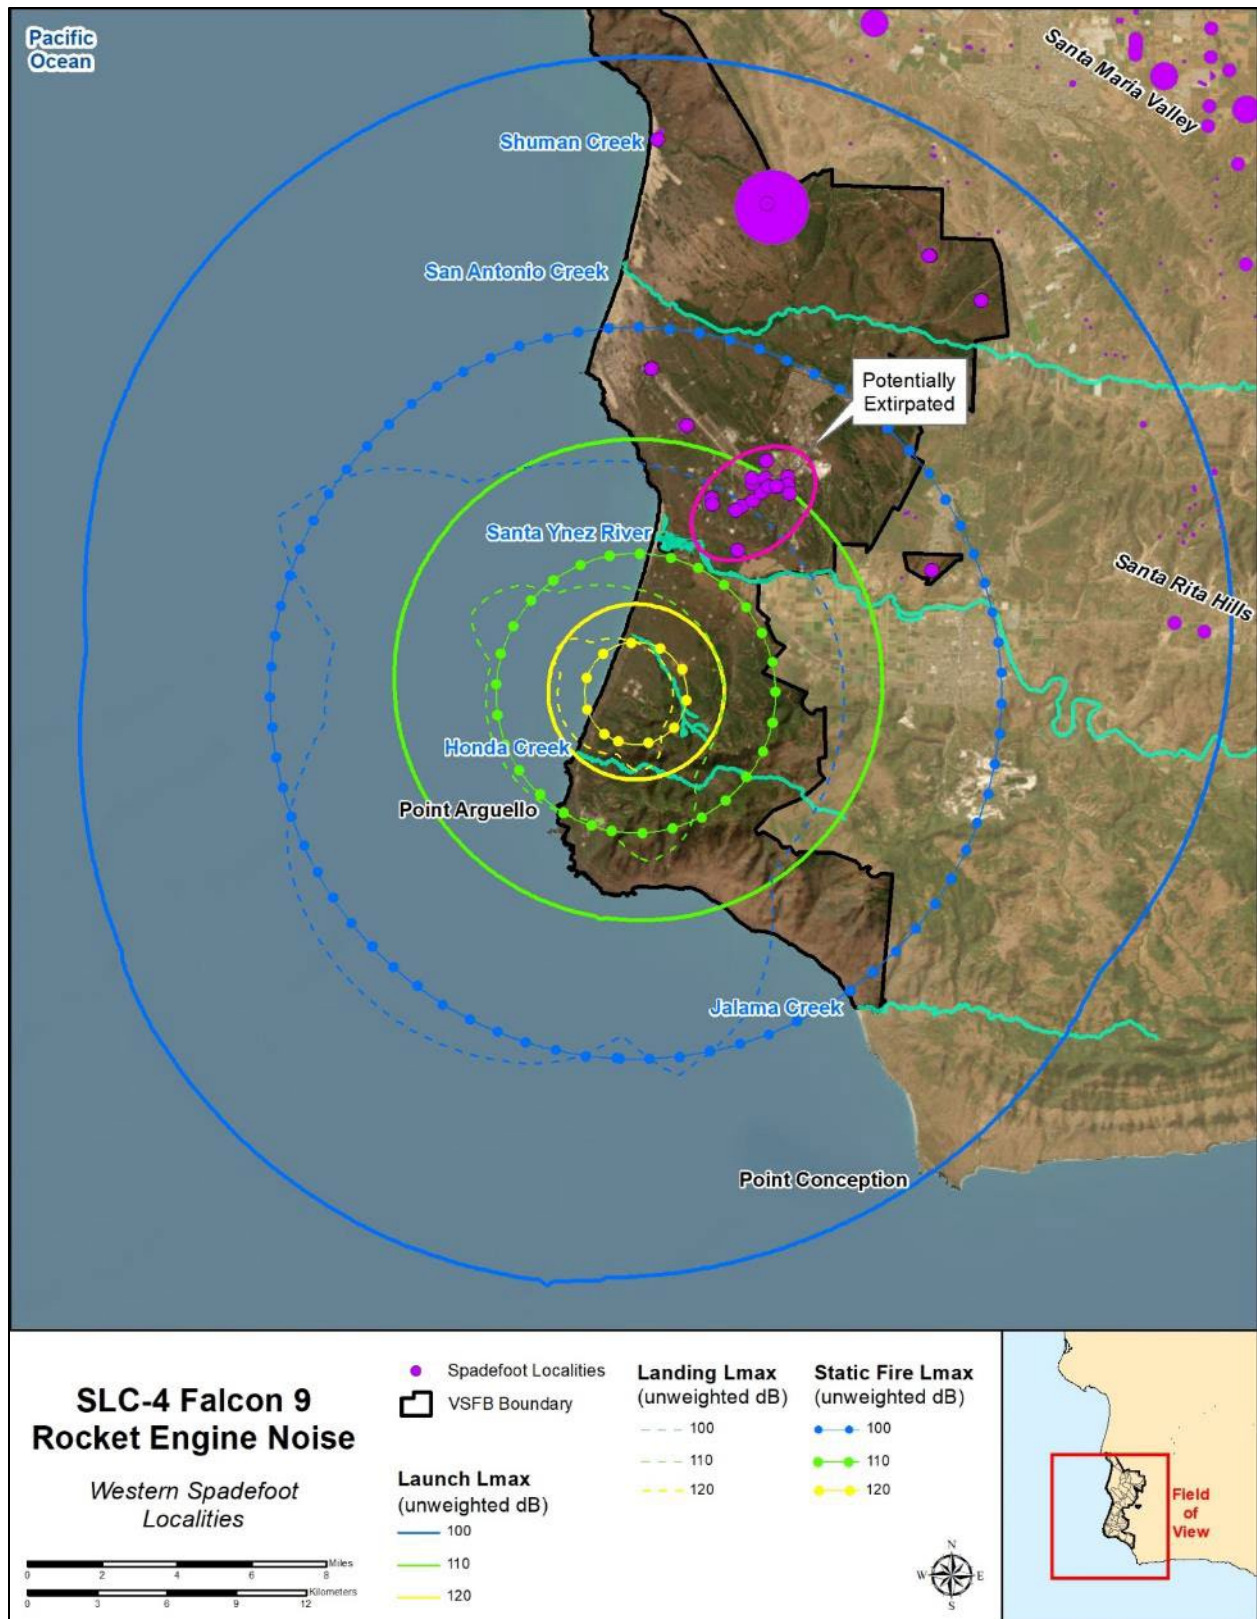 Pacific
Ocean
Santa Maria Valley
Shuman Creek
San Antonio Creek
Potentially
Extirpated
Santa Ynez River
Santa Rita Hills
Honda Creek
Point Arguello
Jalama Creek
Point Conception
SLC-4 Falcon 9
Rocket Engine Noise
Western Spadefoot
Localities
0 2 4 6 8 Miles
0 3 6 9 12 Kilometers
Spadefoot Localities
VSFB Boundary
Launch Lmax
(unweighted dB)
100
110
120
Landing Lmax
(unweighted dB)
100
110
120
Static Fire Lmax
(unweighted dB)
100
110
120
N
W E
S
Field
of
View